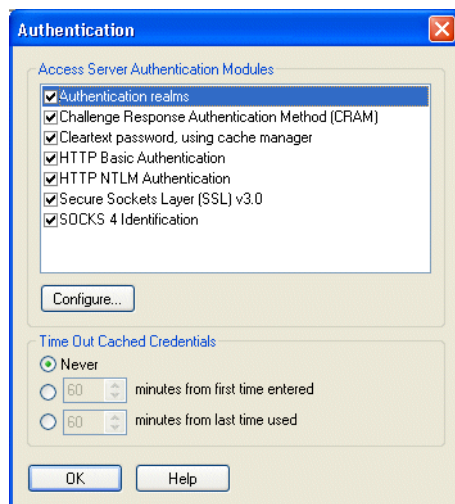 Authentication
Access Server Authentication Modules
Authentication realms
Challenge Response Authentication Method (CRAM)
Cleartext password, using cache manager
HTTP Basic Authentication
HTTP NTLM Authentication
Secure Sockets Layer (SSL) v3.0
SOCKS 4 Identification
Configure...
Time Out Cached Credentials
Never
60 minutes from first time entered
60 minutes from last time used
OK Help